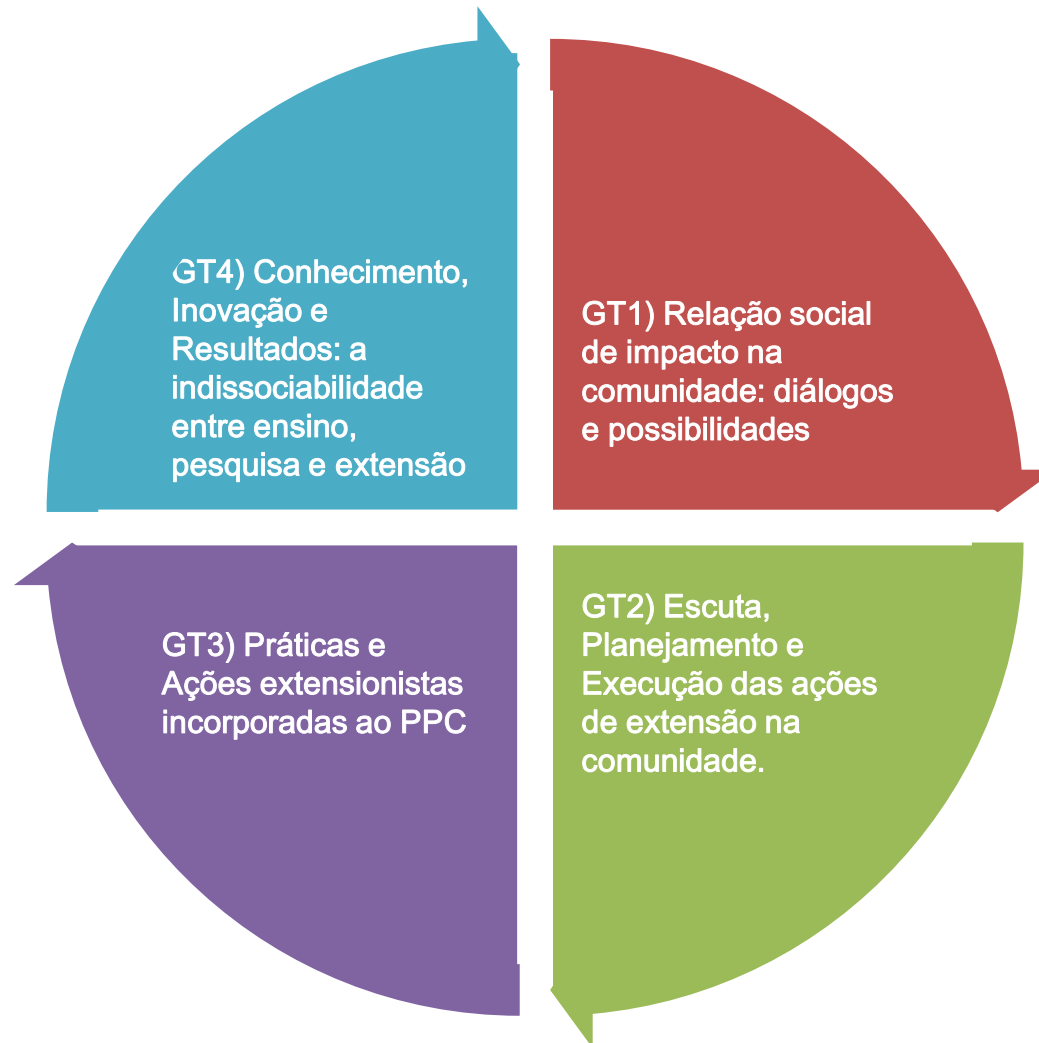 GT4) Conhecimento,
Inovação e
Resultados: a
indissociabilidade
entre ensino,
pesquisa e extensão
GT1) Relação social
de impacto na
comunidade: diálogos
e possibilidades
GT3) Práticas e
Ações extensionistas
incorporadas ao PPC
GT2) Escuta,
Planejamento e
Execução das ações
de extensão na
comunidade.